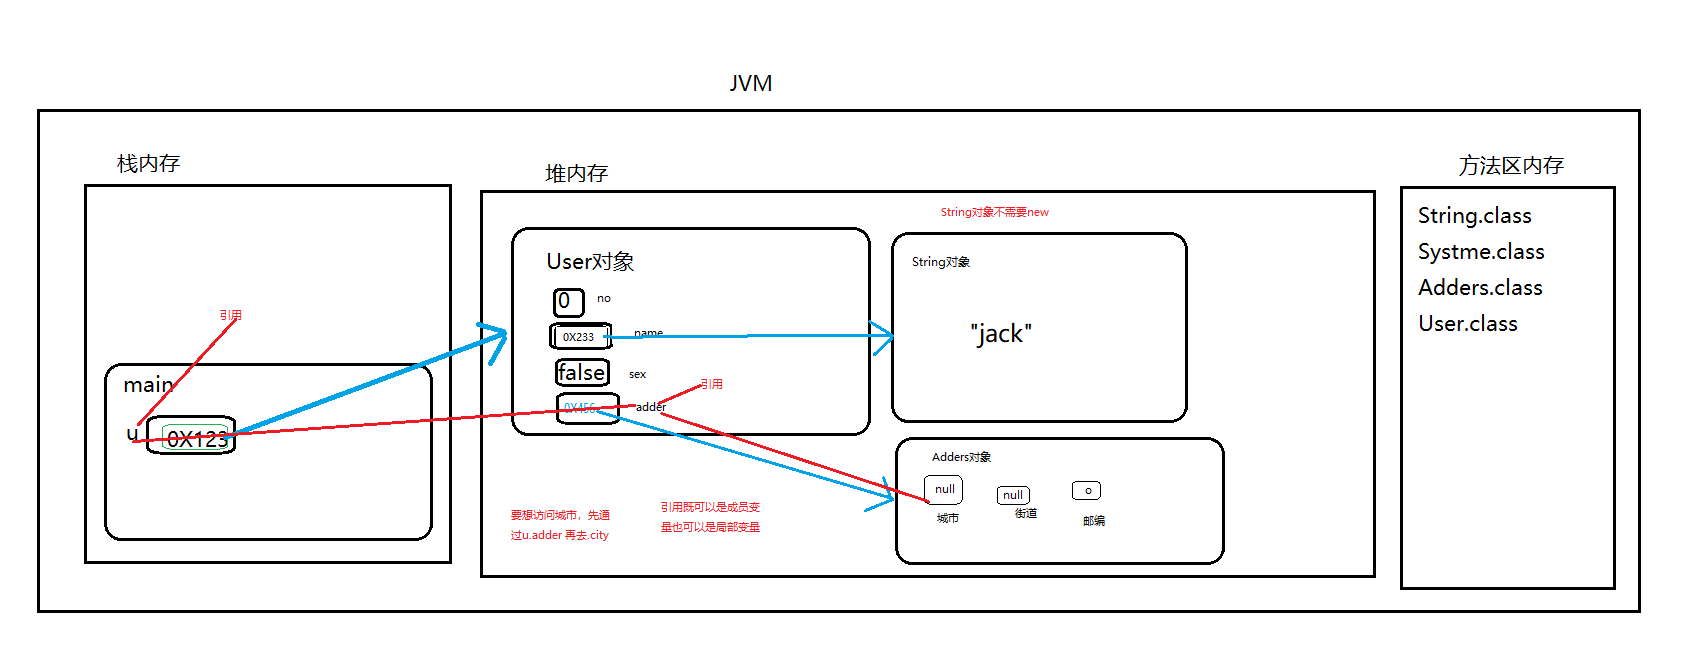 JVM
栈内存
引用
main
u
0X123
堆内存
String对象不需要new
User对象
0
no
0X233
name
false
sex
0X456
adder
引用
String对象
"jack"
Adders对象
null
城市
null
街道
o
邮编
要想访问城市，先通
过u.adder 再去.city
引用既可以是成员变
量也可以是局部变量
方法区内存
String.class
Systme.class
Adders.class
User.class